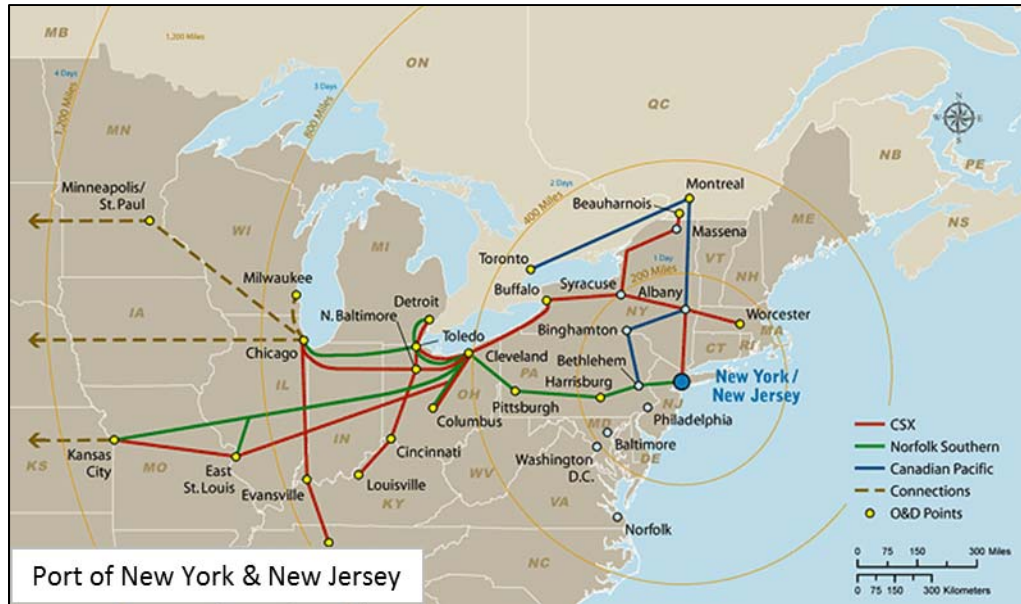 MB
1,200 Miles
ON
4 Days
1,200 Miles
3 Days
800 Miles
QC
MN
2 Days
400 Miles
Montreal
NB
PE
Minneapolis/
St. Paul
Beauharnois
ME
NS
WI
Massena
MI
VT
1 Day
200 Miles
NH
Toronto
Syracuse
Albany
Milwaukee
Buffalo
NY
Worcester
MA
IA
Detroit
N. Baltimore
Binghamton
CT
RI
Toledo
Chicago
Cleveland
PA
Bethlehem
New York /
New Jersey
Harrisburg
IL
OH
Pittsburgh
NJ
Philadelphia
Columbus
MD
Baltimore
Kansas
City
IN
Cincinnati
DE
KS
MO
East
St. Louis
WV
Washington
D.C.
Evansville
Louisville
VA
KY
Norfolk
NC
CSX
Norfolk Southern
Canadian Pacific
Connections
O&D Points
0 75 150 300 Miles
0 75 150 300 Kilometers
N
W
E
S
Port of New York & New Jersey